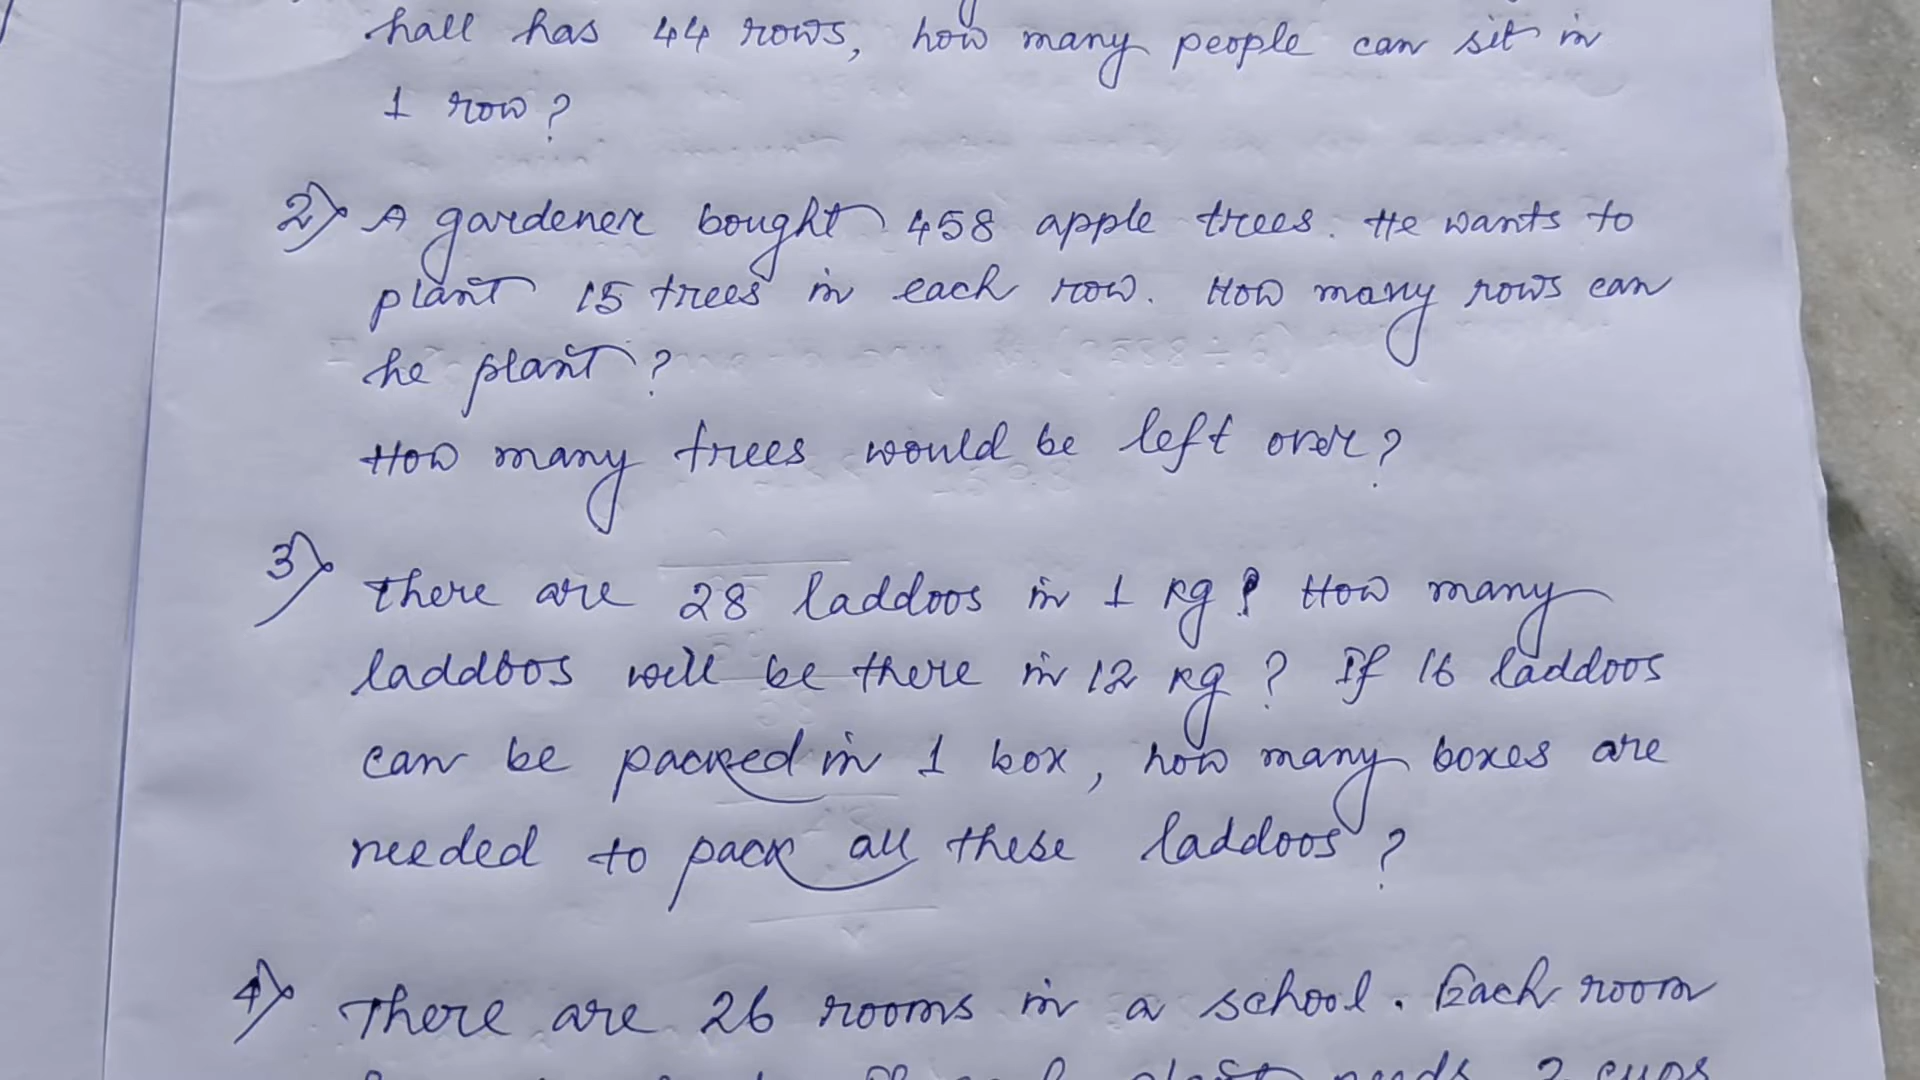 hall has 44 rows, how many people can sit in
1 row?
2) A gardener bought 458 apple trees. He wants to
plant 15 trees in each row. How many rows can
he plant?
How many trees would be left over?
3) There are 28 laddoos in 1 kg? How many
laddoos will be there in 12 kg? If 16 laddoos
can be packed in 1 box, how many boxes are
needed to pack all these laddoos?
4) There are 26 rooms in a school. Each room
needs 2 cups